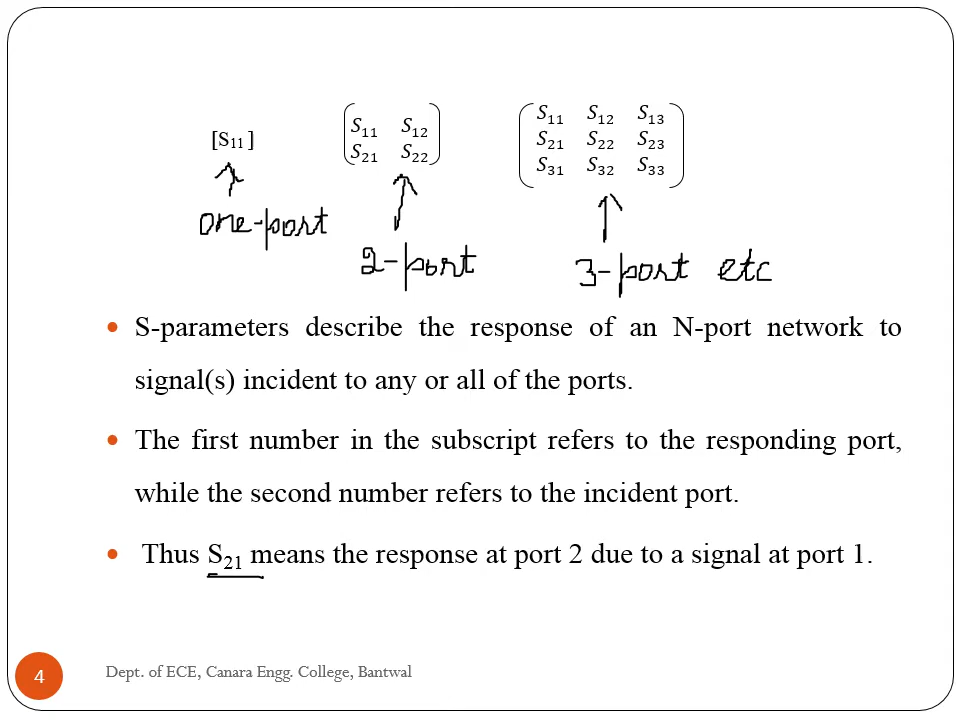 [S11]
S11 S12
S21 S22
S11 S12 S13
S21 S22 S23
S31 S32 S33
one-port
2-port
3-port etc
• S-parameters describe the response of an N-port network to
signal(s) incident to any or all of the ports.
• The first number in the subscript refers to the responding port,
while the second number refers to the incident port.
• Thus S21 means the response at port 2 due to a signal at port 1.
4
Dept. of ECE, Canara Engg. College, Bantwal